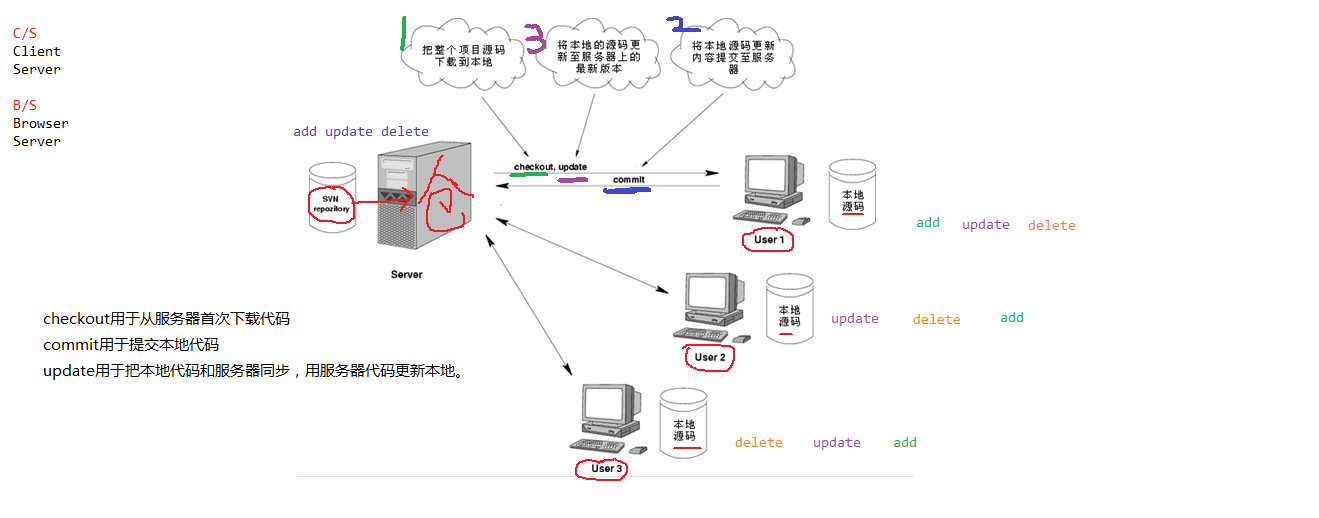 C/S
Client
Server
B/S
Browser
Server
1
把整个项目源码
下载到本地
3
将本地的源码更
新至服务器上的
最新版本
2
将本地源码更新
内容提交至服务
器
add update delete
checkout, update
commit
SVN
repozitory
Server
本地
源码
User 1
add update delete
本地
源码
User 2
update delete add
checkout用于从服务器首次下载代码
commit用于提交本地代码
update用于把本地代码和服务器同步，用服务器代码更新本地。
本地
源码
User 3
delete update add